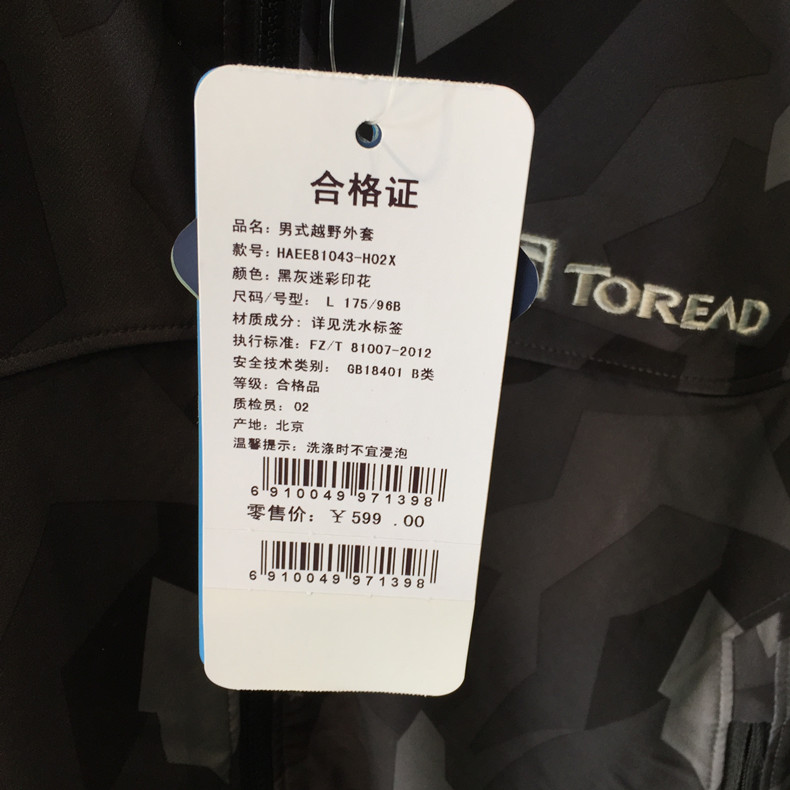 合格证
品名: 男式越野外套
款号: HAEE81043-H02X
颜色: 黑灰迷彩印花
尺码/号型: L 175/96B
材质成分: 详见洗水标签
执行标准: FZ/T 81007-2012
安全技术类别: GB18401 B类
等级: 合格品
质检员: 02
产地: 北京
温馨提示: 洗涤时不宜浸泡
6 910049 971398
零售价: ¥ 599 .00
6 910049 971398
TOREAD